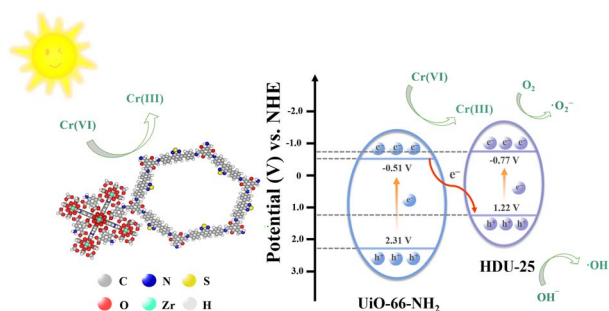 Cr(III)
Cr(VI)
C N S
O Zr H
Potential (V) vs. NHE
-2.0
-1.0
0
1.0
2.0
3.0
Cr(VI)
Cr(III)
O₂
·O₂⁻
e⁻ e⁻ e⁻
-0.51 V
e⁻
2.31 V
h⁺ h⁺ h⁺
UiO-66-NH₂
e⁻
e⁻ e⁻ e⁻
-0.77 V
e⁻
1.22 V
h⁺ h⁺ h⁺
HDU-25
·OH
OH⁻